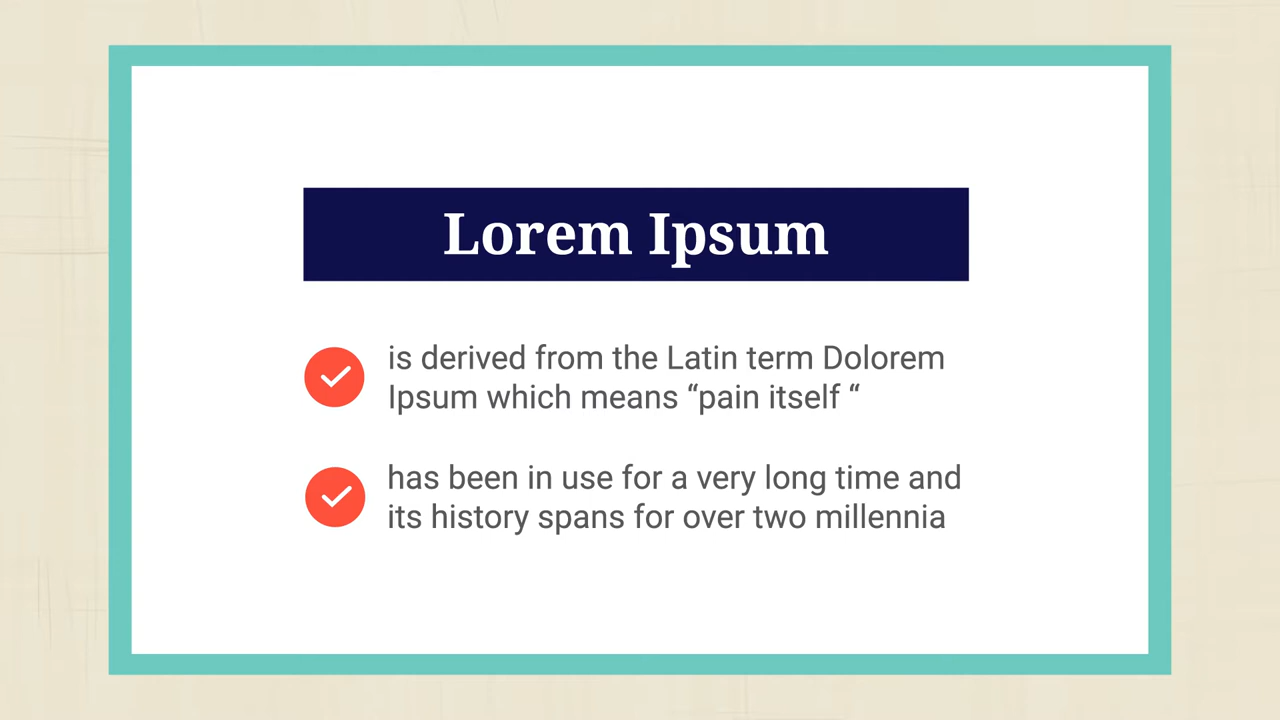 Lorem Ipsum
is derived from the Latin term Dolorem
Ipsum which means “pain itself “
has been in use for a very long time and
its history spans for over two millennia